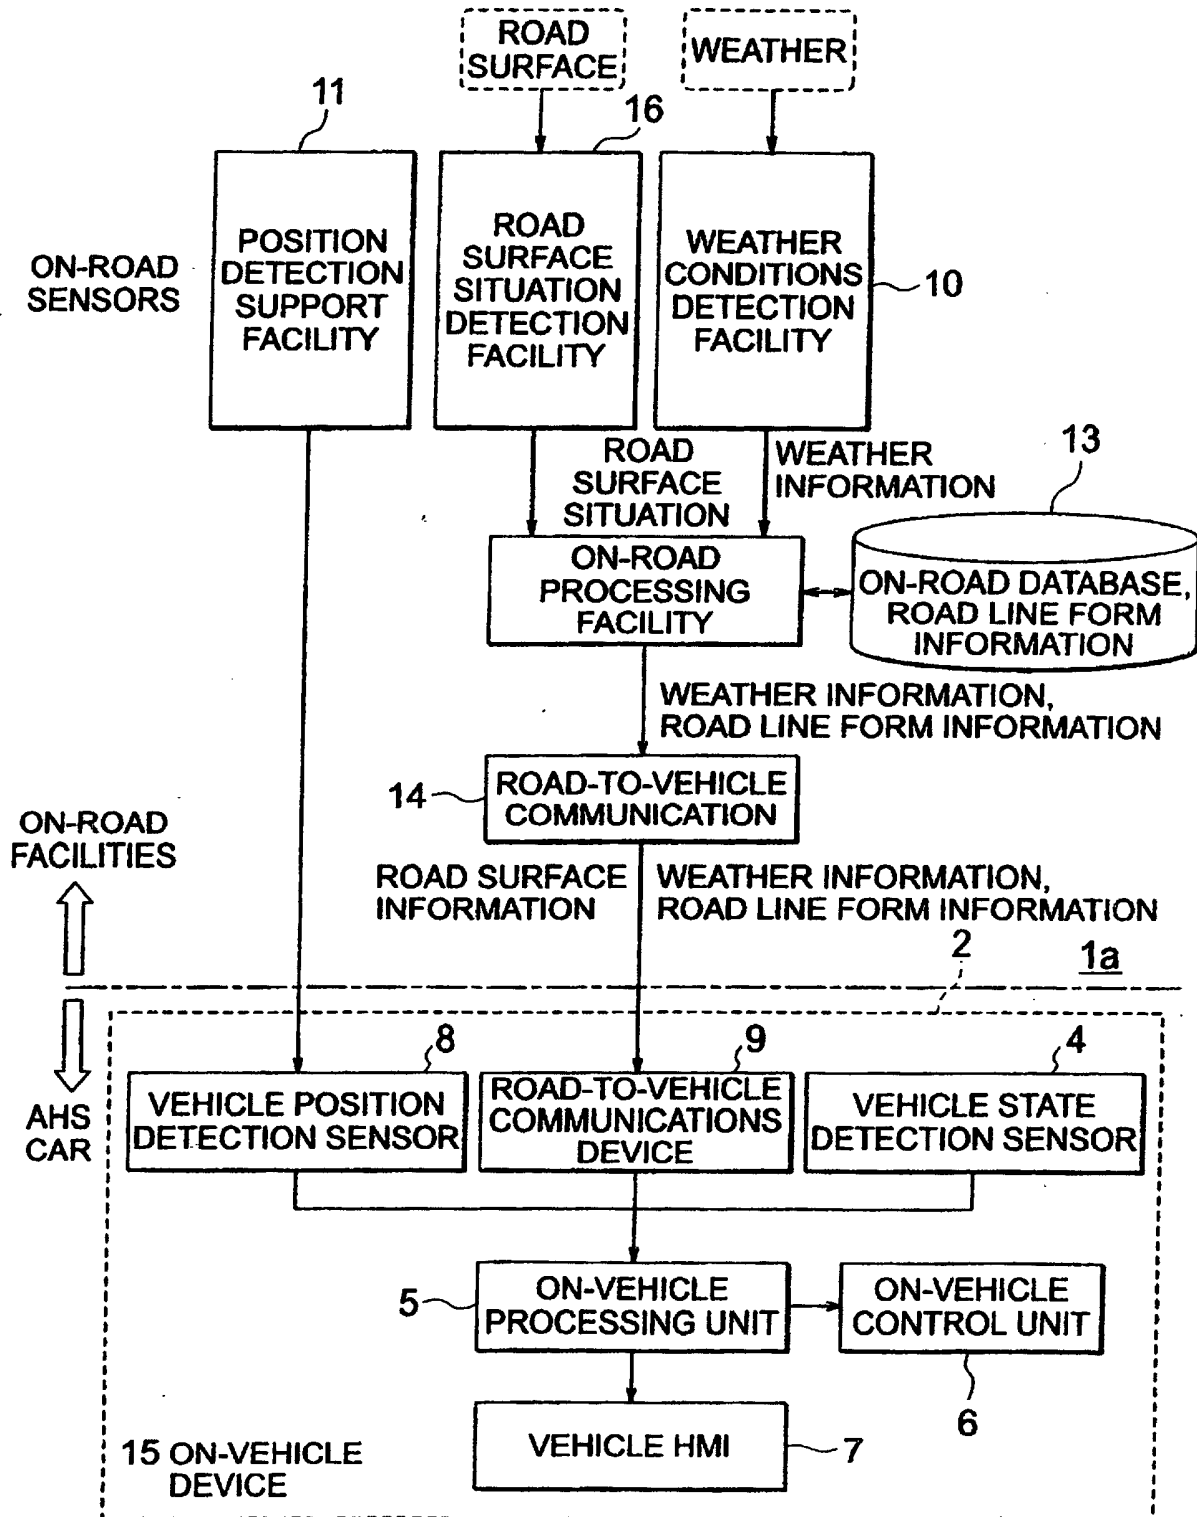 ROAD
SURFACE
WEATHER
11
16
ON-ROAD
SENSORS
POSITION
DETECTION
SUPPORT
FACILITY
ROAD
SURFACE
SITUATION
DETECTION
FACILITY
WEATHER
CONDITIONS
DETECTION
FACILITY
10
ROAD
SURFACE
SITUATION
WEATHER
INFORMATION
13
ON-ROAD
PROCESSING
FACILITY
ON-ROAD DATABASE,
ROAD LINE FORM
INFORMATION
WEATHER INFORMATION,
ROAD LINE FORM INFORMATION
14
ROAD-TO-VEHICLE
COMMUNICATION
ON-ROAD
FACILITIES
ROAD SURFACE
INFORMATION
WEATHER INFORMATION,
ROAD LINE FORM INFORMATION
2
1a
AHS
CAR
8
VEHICLE POSITION
DETECTION SENSOR
9
ROAD-TO-VEHICLE
COMMUNICATIONS
DEVICE
4
VEHICLE STATE
DETECTION SENSOR
5
ON-VEHICLE
PROCESSING UNIT
ON-VEHICLE
CONTROL UNIT
6
VEHICLE HMI
7
15 ON-VEHICLE
DEVICE